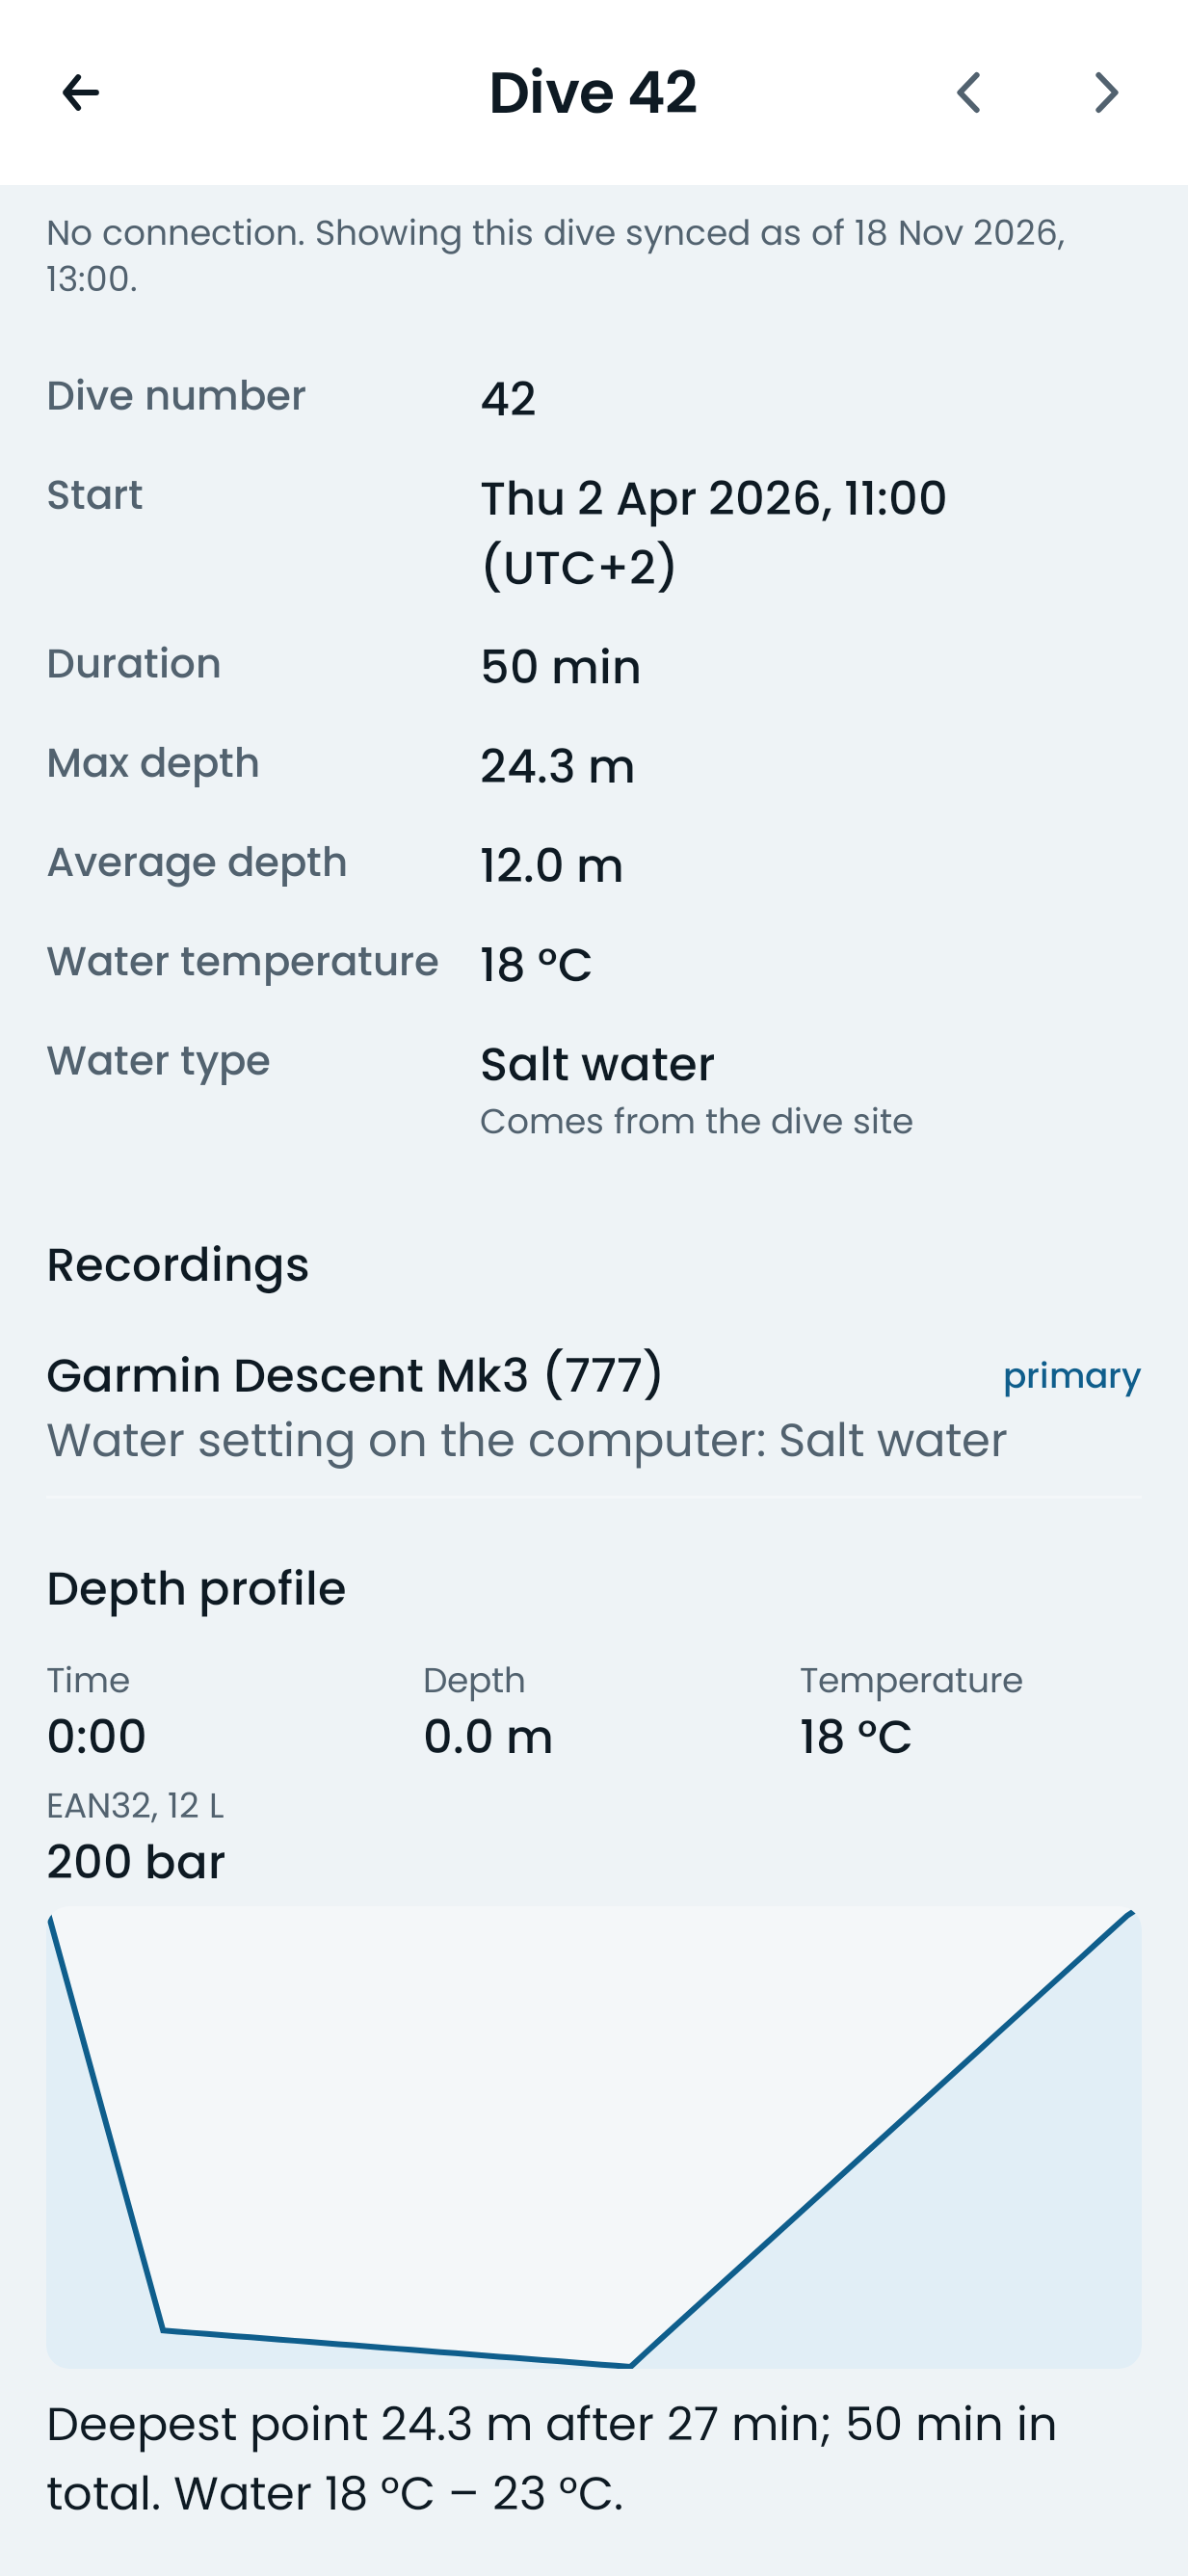 Dive 42
No connection. Showing this dive synced as of 18 Nov 2026,
13:00.
Dive number 42
Start Thu 2 Apr 2026, 11:00
(UTC+2)
Duration 50 min
Max depth 24.3 m
Average depth 12.0 m
Water temperature 18 °C
Water type Salt water
Comes from the dive site
Recordings
Garmin Descent Mk3 (777) primary
Water setting on the computer: Salt water
Depth profile
Time Depth Temperature
0:00 0.0 m 18 °C
EAN32, 12 L
200 bar
Deepest point 24.3 m after 27 min; 50 min in
total. Water 18 °C – 23 °C.